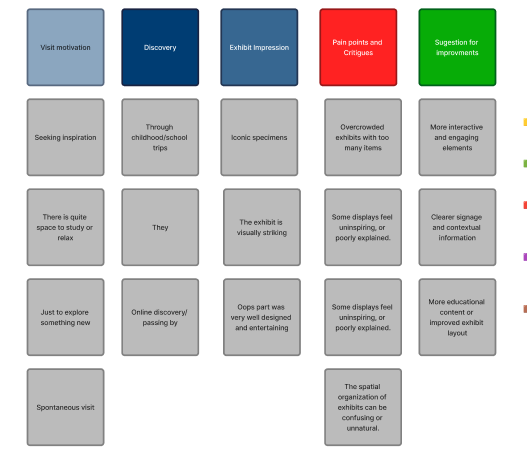 Visit motivation
Discovery
Exhibit Impression
Pain points and
Critigues
Sugestion for
improvments
Seeking inspiration
Through
childhood/school
trips
Iconic specimens
Overcrowded
exhibits with too
many items
More interactive
and engaging
elements
There is quite
space to study or
relax
They
The exhibit is
visually striking
Some displays feel
uninspiring, or
poorly explained.
Clearer signage
and contextual
information
Just to explore
something new
Online discovery/
passing by
Oops part was
very well designed
and entertaining
Some displays feel
uninspiring, or
poorly explained.
More educational
content or
improved exhibit
layout
Spontaneous visit
The spatial
organization of
exhibits can be
confusing or
unnatural.